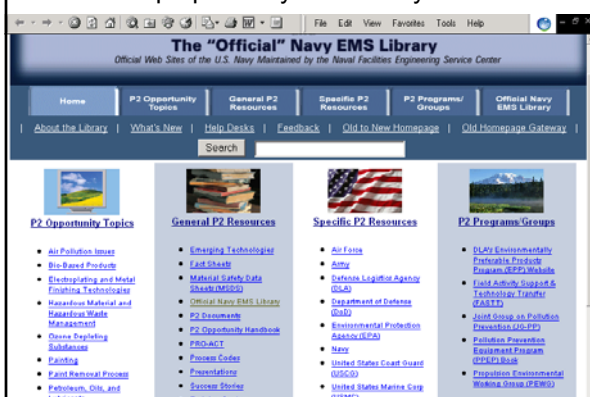 File Edit View Favorites Tools Help
The “Official” Navy EMS Library
Official Web Sites of the U.S. Navy Maintained by the Naval Facilities Engineering Service Center
Home
P2 Opportunity
Topics
General P2
Resources
Specific P2
Resources
P2 Programs/
Groups
Official Navy
EMS Library
| About the Library | What's New | Help Desks | Feedback | Old to New Homepage | Old Homepage Gateway |
Search
P2 Opportunity Topics
Air Pollution Issues
Bio-Based Products
Electroplating and Metal
Finishing Technologies
Hazardous Material and
Hazardous Waste
Management
Ozone Depleting
Substances
Painting
Paint Removal Process
Petroleum, Oils, and
General P2 Resources
Emerging Technologies
Fact Sheets
Material Safety Data
Sheets (MSDS)
Official Navy EMS Library
P2 Documents
P2 Opportunity Handbook
PRO-ACT
Process Codes
Presentations
Success Stories
Specific P2 Resources
Air Force
Army
Defense Logistics Agency
(DLA)
Department of Defense
(DoD)
Environmental Protection
Agency (EPA)
Navy
United States Coast Guard
(USCG)
United States Marine Corp
(USMC)
P2 Programs/Groups
DLA'S Environmentally
Preferable Products
Program (EPP) Website
Field Activity Support &
Technology Transfer
(FASTT)
Joint Group on Pollution
Prevention (JG-PP)
Pollution Prevention
Equipment Program
(PPEP) Book
Propulsion Environmental
Working Group (PEWG)